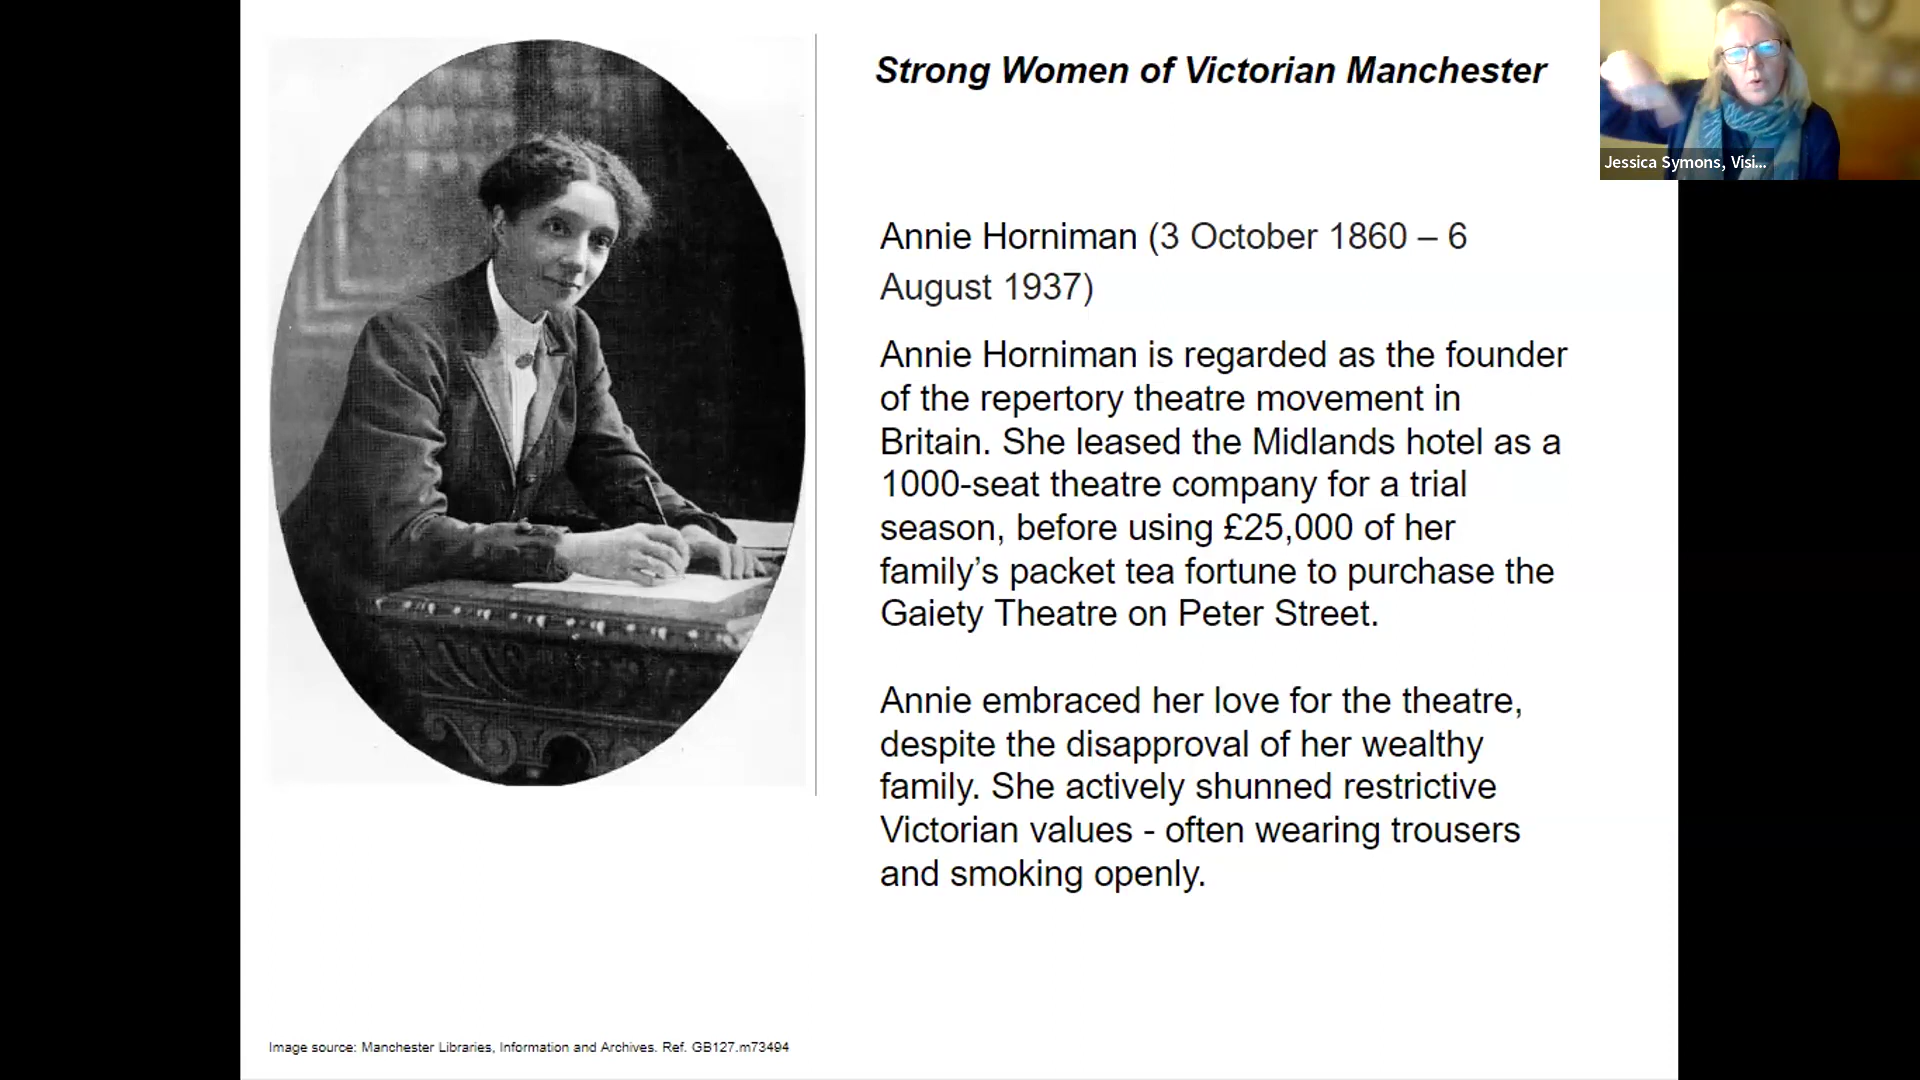 Strong Women of Victorian Manchester
Jessica Symons, Visi...
Annie Horniman (3 October 1860 – 6
August 1937)
Annie Horniman is regarded as the founder
of the repertory theatre movement in
Britain. She leased the Midlands hotel as a
1000-seat theatre company for a trial
season, before using £25,000 of her
family’s packet tea fortune to purchase the
Gaiety Theatre on Peter Street.
Annie embraced her love for the theatre,
despite the disapproval of her wealthy
family. She actively shunned restrictive
Victorian values - often wearing trousers
and smoking openly.
Image source: Manchester Libraries, Information and Archives. Ref. GB127.m73494